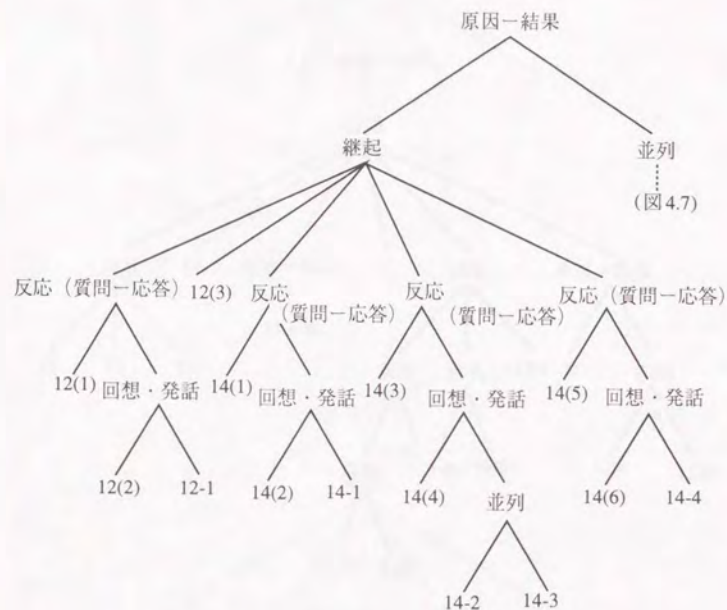 原因ー結果
継起
並列
(図4.7)
反応（質問ー応答）
12(3)
反応
（質問ー応答）
反応
（質問ー応答）
反応（質問ー応答）
12(1)
回想・発話
14(1)
回想・発話
14(3)
回想・発話
14(5)
回想・発話
12(2)
12-1
14(2)
14-1
14(4)
並列
14(6)
14-4
14-2
14-3